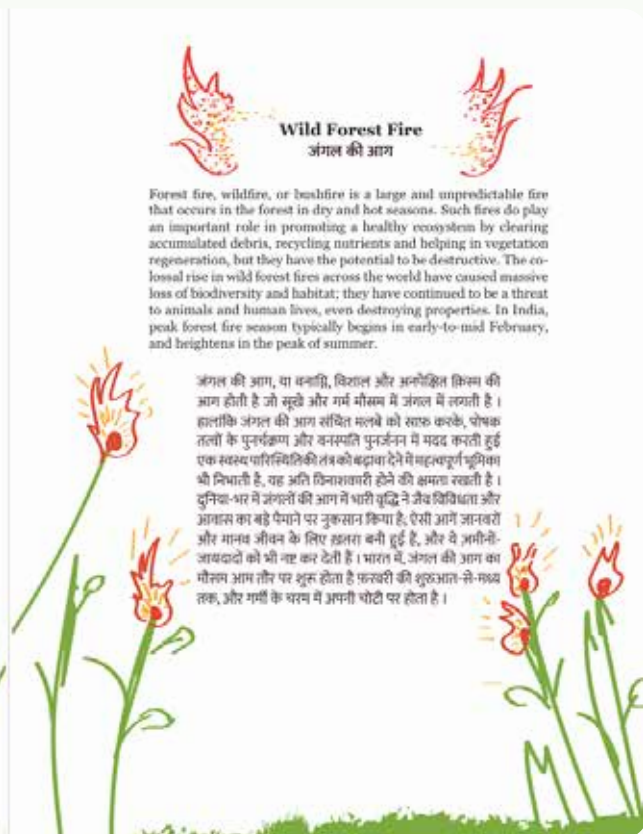 Wild Forest Fire
जंगल की आग
Forest fire, wildfire, or bushfire is a large and unpredictable fire
that occurs in the forest in dry and hot seasons. Such fires do play
an important role in promoting a healthy ecosystem by clearing
accumulated debris, recycling nutrients and helping in vegetation
regeneration, but they have the potential to be destructive. The co-
lossal rise in wild forest fires across the world have caused massive
loss of biodiversity and habitat; they have continued to be a threat
to animals and human lives, even destroying properties. In India,
peak forest fire season typically begins in early-to-mid February,
and heightens in the peak of summer.
जंगल की आग, या वनाग्नि, विशाल और अनपेक्षित क़िस्म की
आग होती है जो सूखे और गर्म मौसम में जंगल में लगती है।
हालांकि जंगल की आग संचित मलबे को साफ़ करके, पोषक
तत्वों के पुनर्चक्रण और वनस्पति पुनर्जनन में मदद करती हुई
एक स्वस्थ पारिस्थितिकी तंत्र को बढ़ावा देने में महत्वपूर्ण भूमिका
भी निभाती है, यह अति विनाशकारी होने की क्षमता रखती है।
दुनिया-भर में जंगलों की आग में भारी वृद्धि ने जैव विविधता और
आवास का बड़े पैमाने पर नुकसान किया है; ऐसी आगें जानवरों
और मानव जीवन के लिए ख़तरा बनी हुई हैं, और ये ज़मीनों-
जायदादों को भी नष्ट कर देती हैं। भारत में, जंगल की आग का
मौसम आम तौर पर शुरू होता है फ़रवरी की शुरुआत-से-मध्य
तक, और गर्मी के चरम में अपनी चोटी पर होता है।